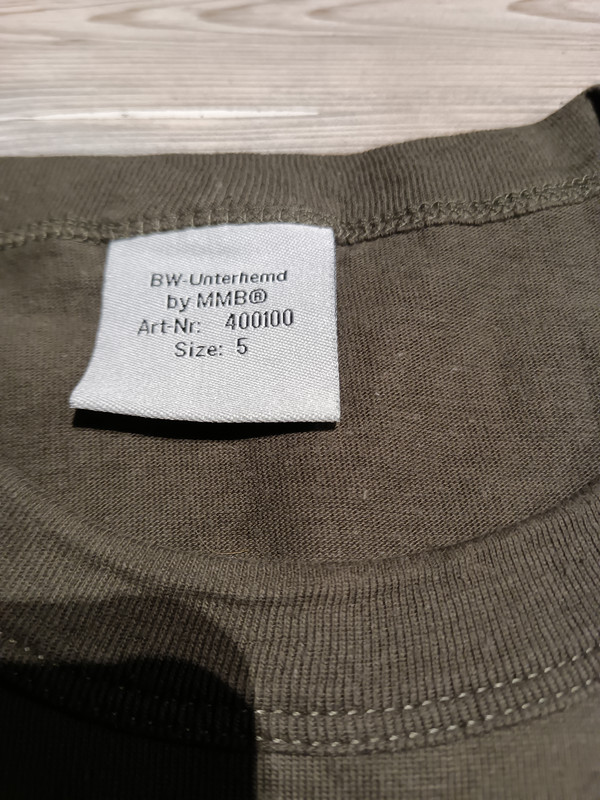 BW-Unterhemd
by MMB®
Art-Nr: 400100
Size: 5